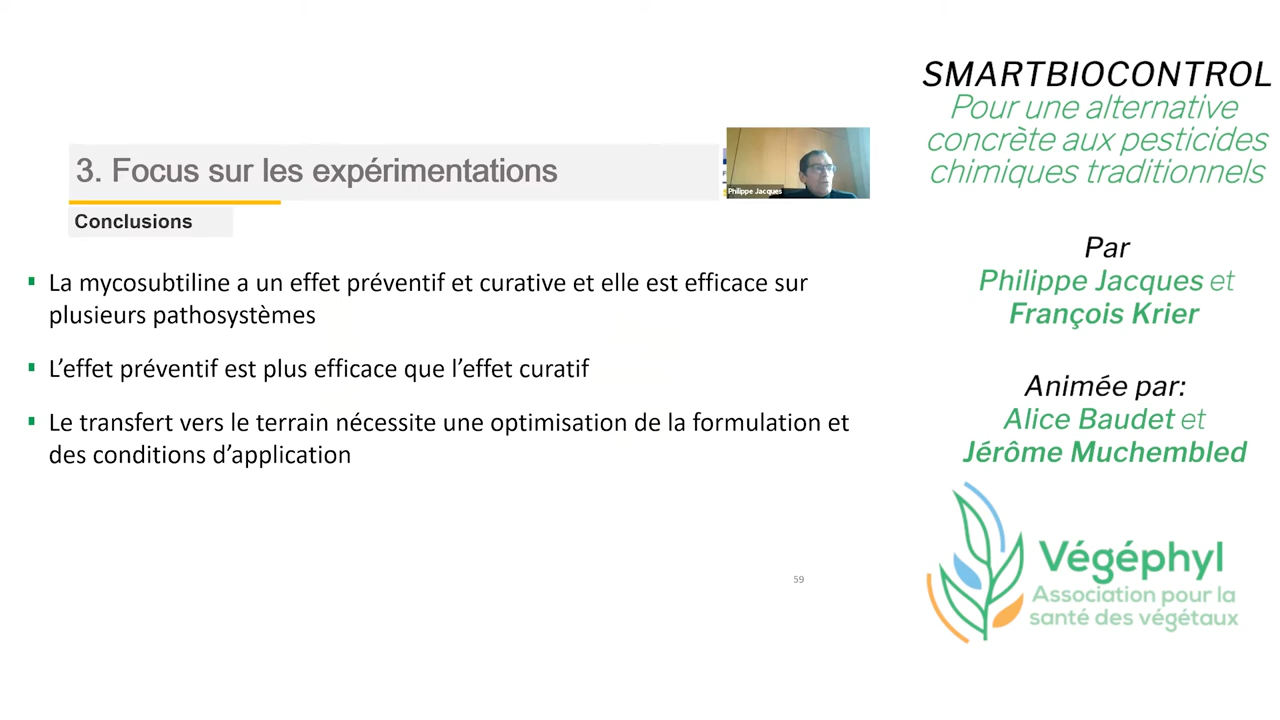 3. Focus sur les expérimentations
Philippe Jacques
Conclusions
▪ La mycosubtiline a un effet préventif et curative et elle est efficace sur
plusieurs pathosystèmes
▪ L’effet préventif est plus efficace que l’effet curatif
▪ Le transfert vers le terrain nécessite une optimisation de la formulation et
des conditions d’application
59
SMARTBIOCONTROL
Pour une alternative
concrète aux pesticides
chimiques traditionnels
Par
Philippe Jacques et
François Krier
Animée par:
Alice Baudet et
Jérôme Muchembled
Végéphyl
Association pour la
santé des végétaux